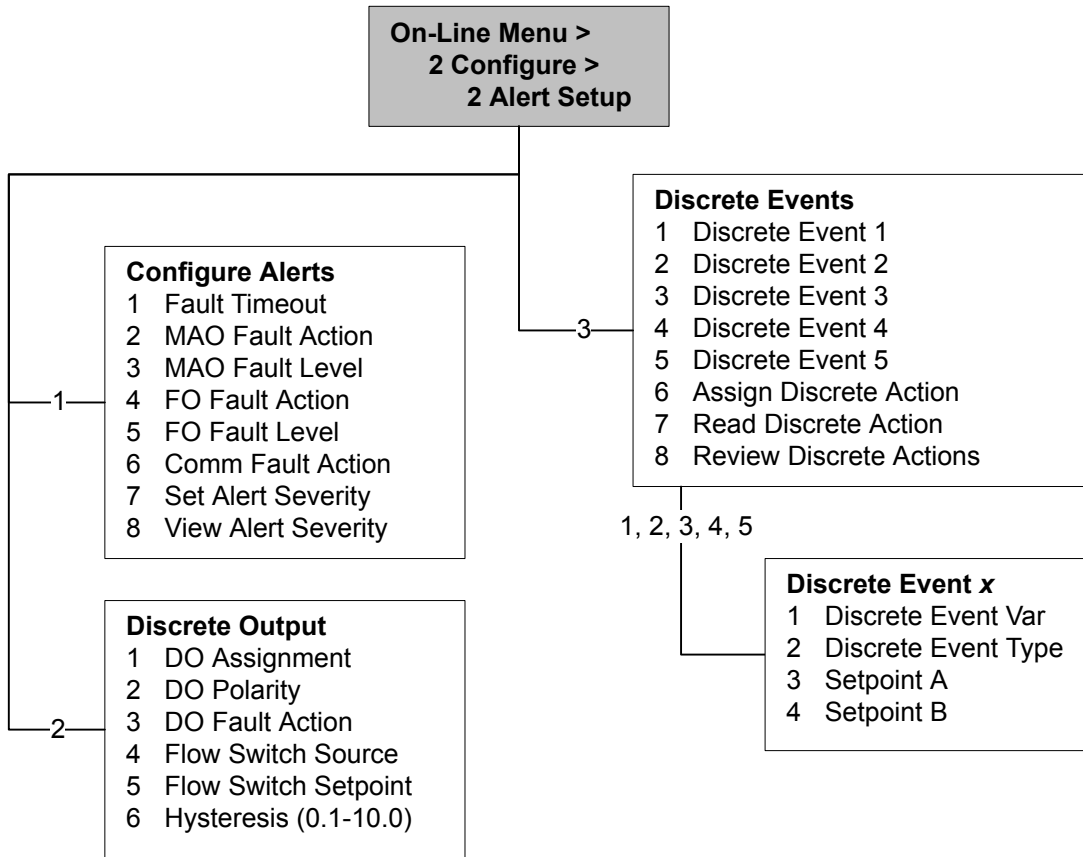 On-Line Menu >
2 Configure >
2 Alert Setup
Configure Alerts
1 Fault Timeout
2 MAO Fault Action
3 MAO Fault Level
4 FO Fault Action
5 FO Fault Level
6 Comm Fault Action
7 Set Alert Severity
8 View Alert Severity
1
Discrete Output
1 DO Assignment
2 DO Polarity
3 DO Fault Action
4 Flow Switch Source
5 Flow Switch Setpoint
6 Hysteresis (0.1-10.0)
2
Discrete Events
1 Discrete Event 1
2 Discrete Event 2
3 Discrete Event 3
4 Discrete Event 4
5 Discrete Event 5
6 Assign Discrete Action
7 Read Discrete Action
8 Review Discrete Actions
3
1, 2, 3, 4, 5
Discrete Event x
1 Discrete Event Var
2 Discrete Event Type
3 Setpoint A
4 Setpoint B